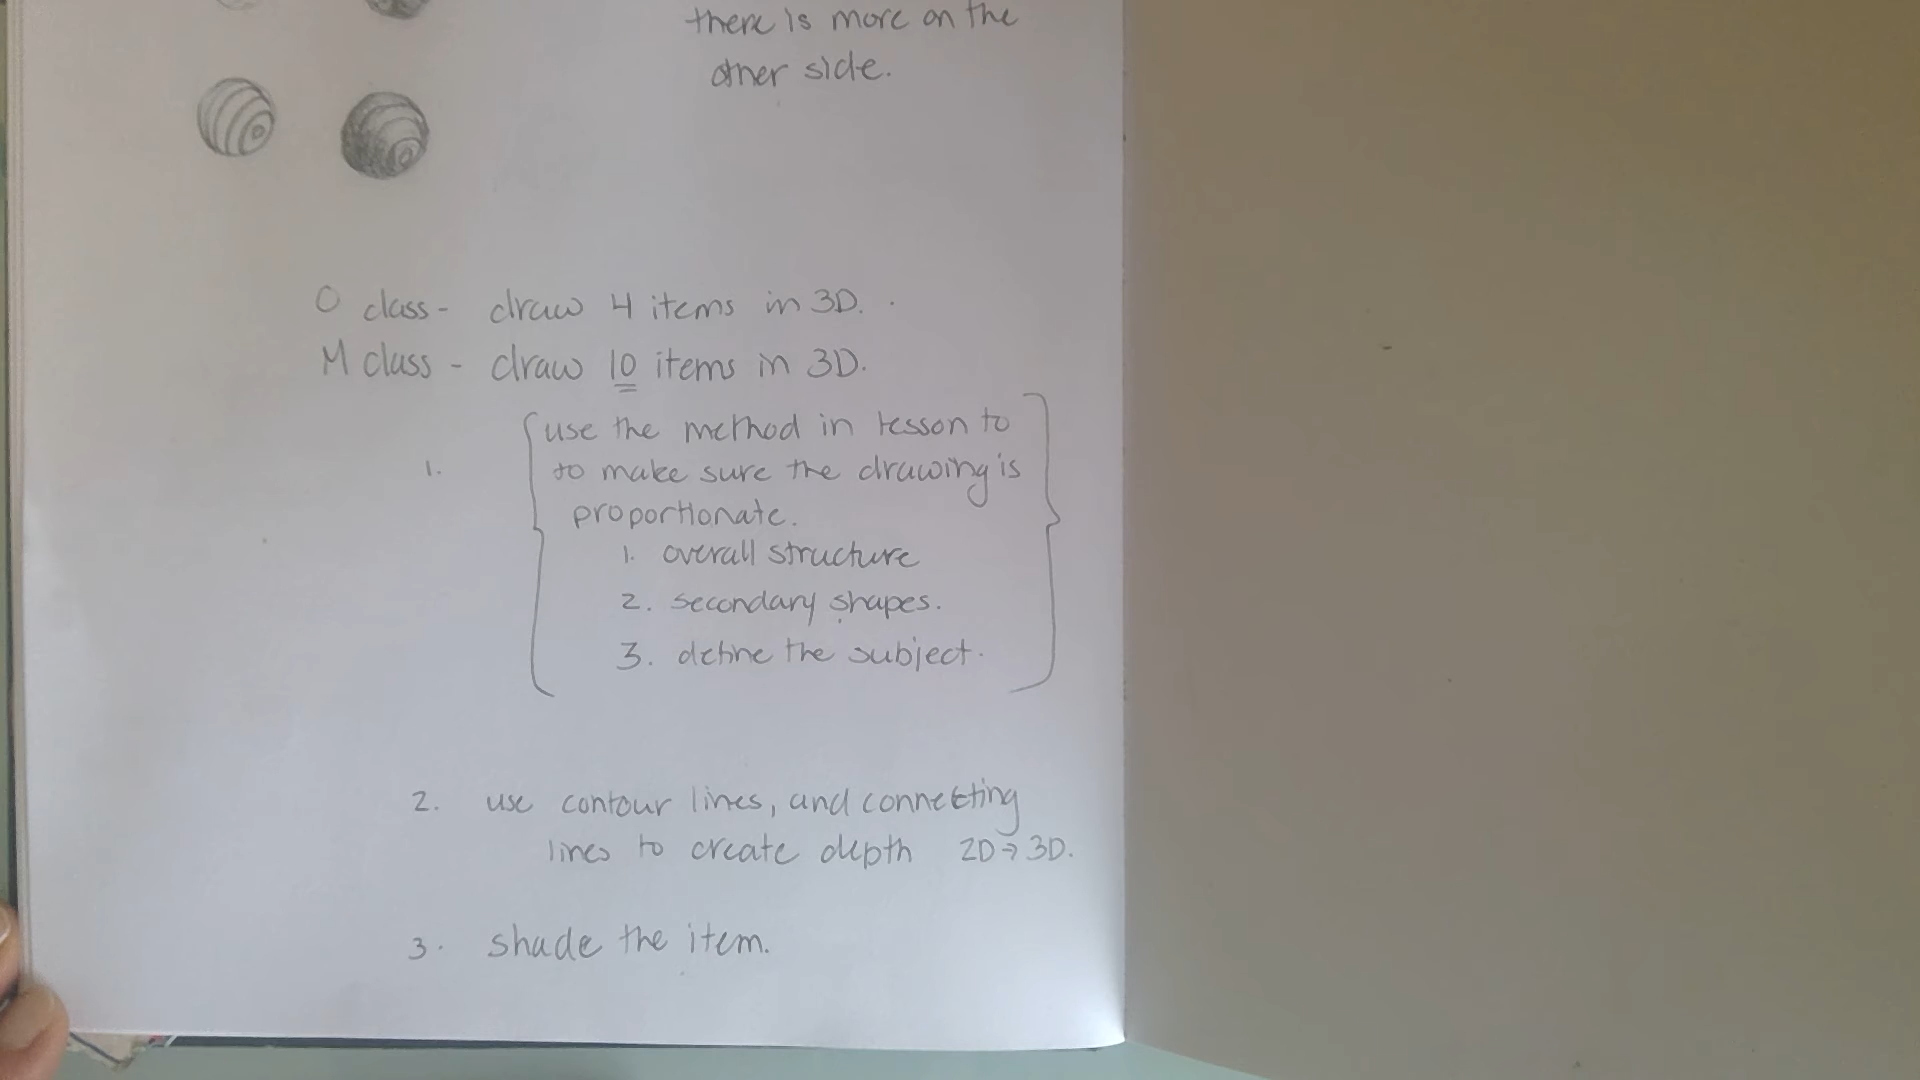 there is more on the
other side.
O class - draw 4 items in 3D.
M class - draw 10 items in 3D.
1.
use the method in lesson to
to make sure the drawing is
proportionate.
1. overall structure
2. secondary shapes.
3. define the subject.
2. use contour lines, and connecting
lines to create depth 2D → 3D.
3. shade the item.